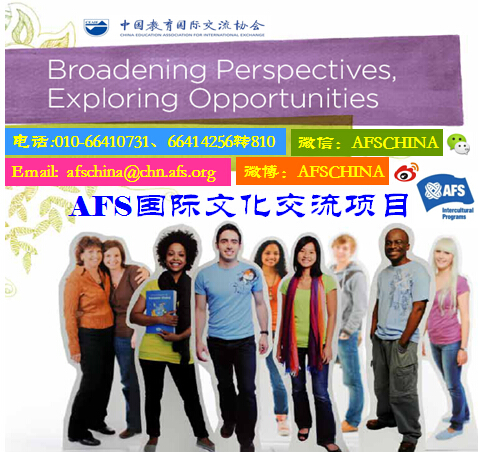 中国教育国际交流协会
CHINA EDUCATION ASSOCIATION FOR INTERNATIONAL EXCHANGE
Broadening Perspectives,
Exploring Opportunities
电话:010-66410731、66414256转810
微信：AFSCHINA
Email: afschina@chn.afs.org
微博：AFSCHINA
AFS
Intercultural
Programs
AFS国际文化交流项目